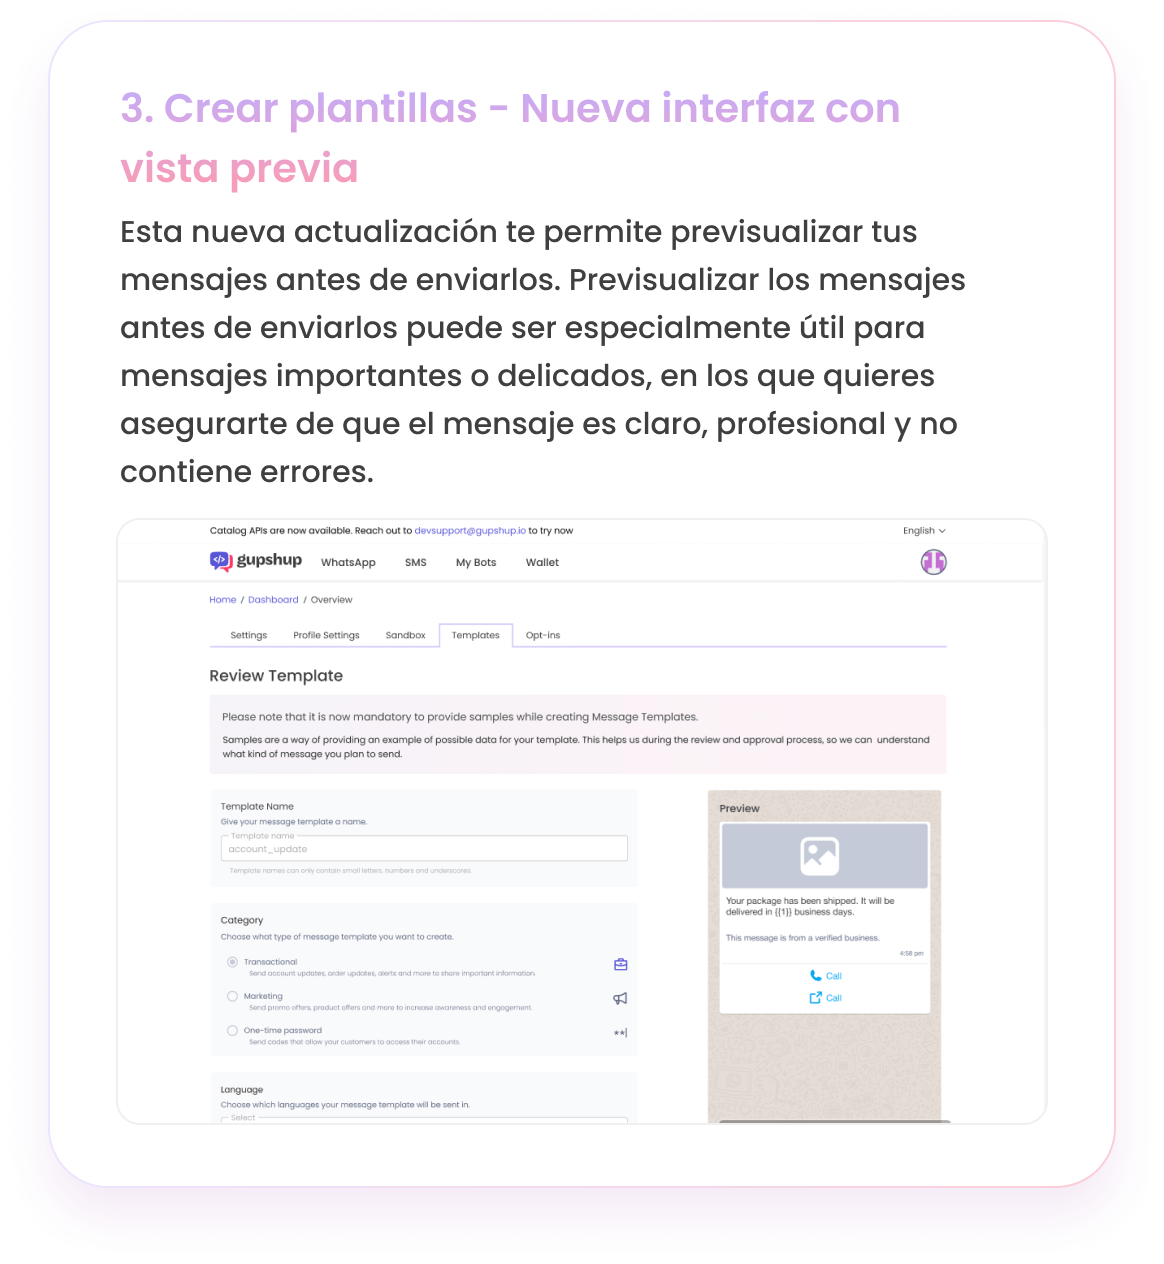 3. Crear plantillas - Nueva interfaz con
vista previa
Esta nueva actualización te permite previsualizar tus
mensajes antes de enviarlos. Previsualizar los mensajes
antes de enviarlos puede ser especialmente útil para
mensajes importantes o delicados, en los que quieres
asegurarte de que el mensaje es claro, profesional y no
contiene errores.
Catalog APIs are now available. Reach out to devsupport@gupshup.io to try now
English
gupshup
WhatsApp
SMS
My Bots
Wallet
Home / Dashboard / Overview
Settings
Profile Settings
Sandbox
Templates
Opt-ins
Review Template
Please note that it is now mandatory to provide samples while creating Message Templates.
Samples are a way of providing an example of possible data for your template. This helps us during the review and approval process, so we can understand
what kind of message you plan to send.
Template Name
Give your message template a name.
Template name
account_update
Template names can only contain small letters, numbers and underscores.
Category
Choose what type of message template you want to create.
Transactional
Send account updates, order updates, alerts and more to share important information.
Marketing
Send promo offers, product offers and more to increase awareness and engagement.
One-time password
Send codes that allow your customers to access their accounts.
**|
Language
Choose which languages your message template will be sent in.
Select
Preview
Your package has been shipped. It will be
delivered in {{1}} business days.
This message is from a verified business.
4:58 pm
Call
Call